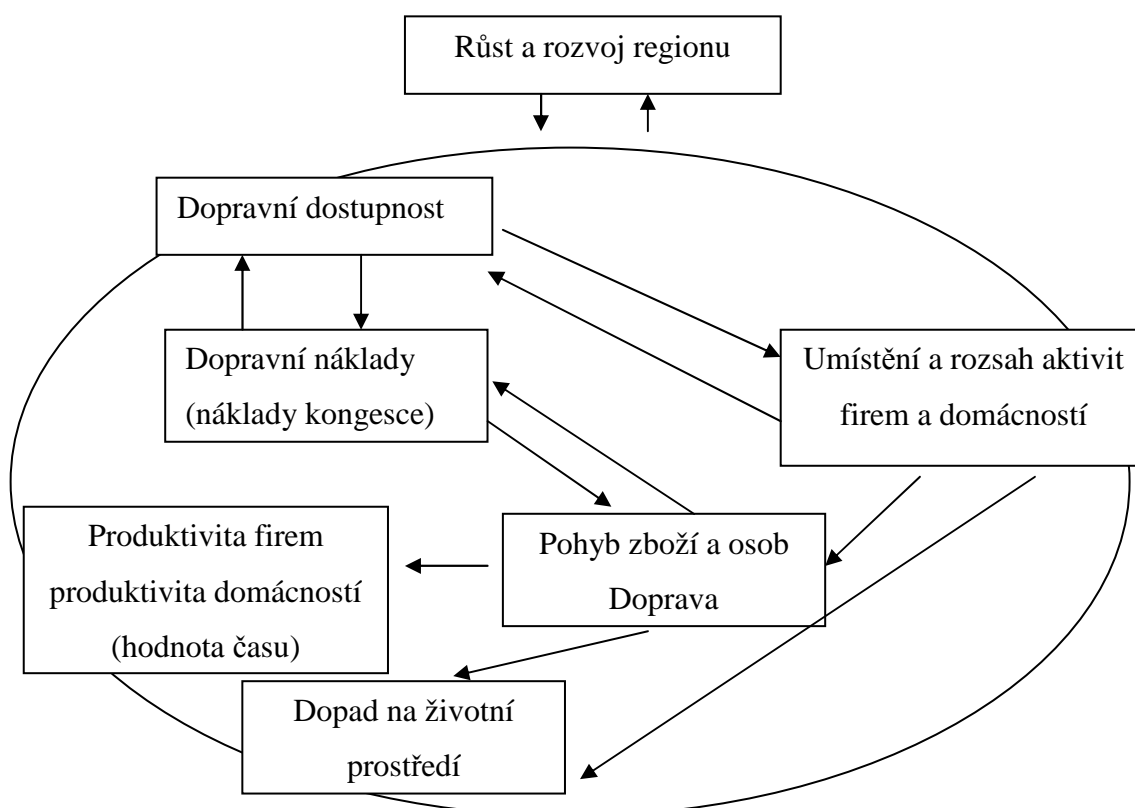 Růst a rozvoj regionu
Dopravní dostupnost
Dopravní náklady
(náklady kongesce)
Umístění a rozsah aktivit
firem a domácností
Produktivita firem
produktivita domácností
(hodnota času)
Pohyb zboží a osob
Doprava
Dopad na životní
prostředí